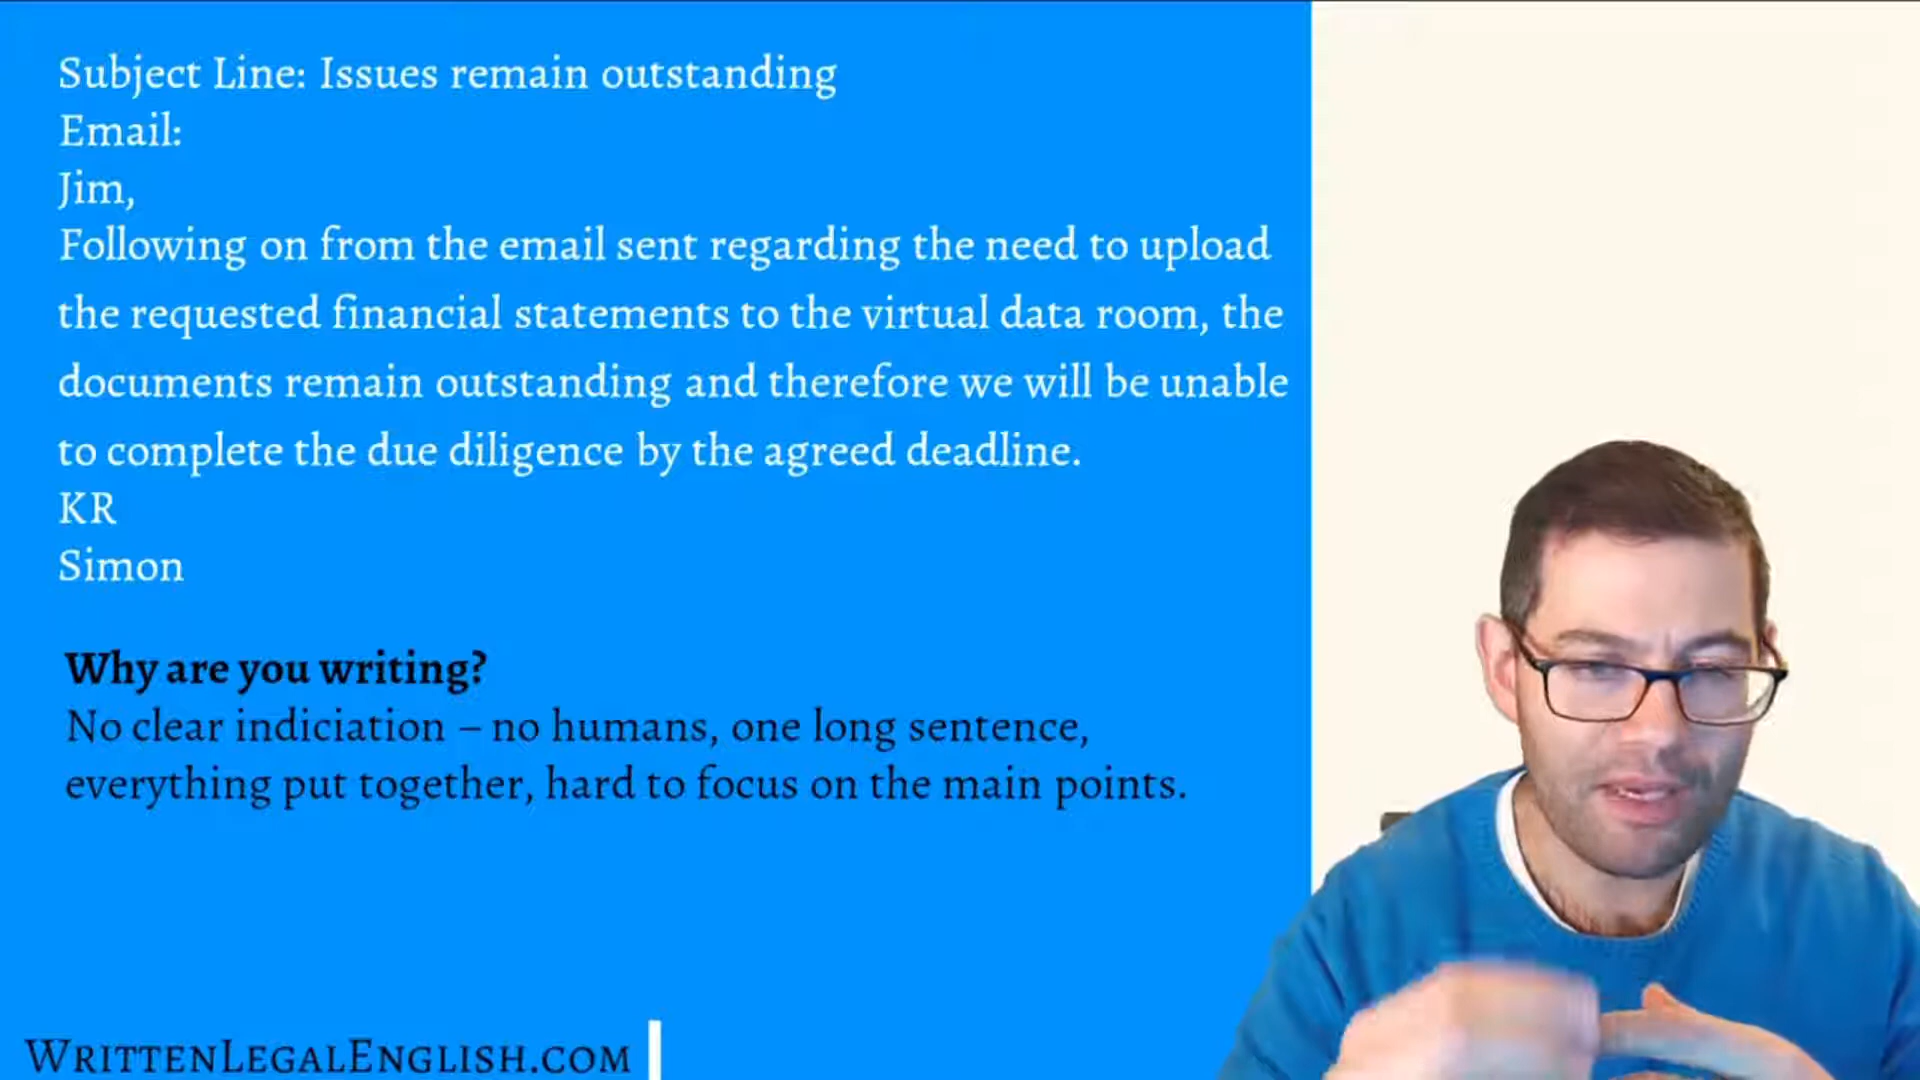 Subject Line: Issues remain outstanding
Email:
Jim,
Following on from the email sent regarding the need to upload
the requested financial statements to the virtual data room, the
documents remain outstanding and therefore we will be unable
to complete the due diligence by the agreed deadline.
KR
Simon
Why are you writing?
No clear indiciation – no humans, one long sentence,
everything put together, hard to focus on the main points.
WrittenLegalEnglish.com